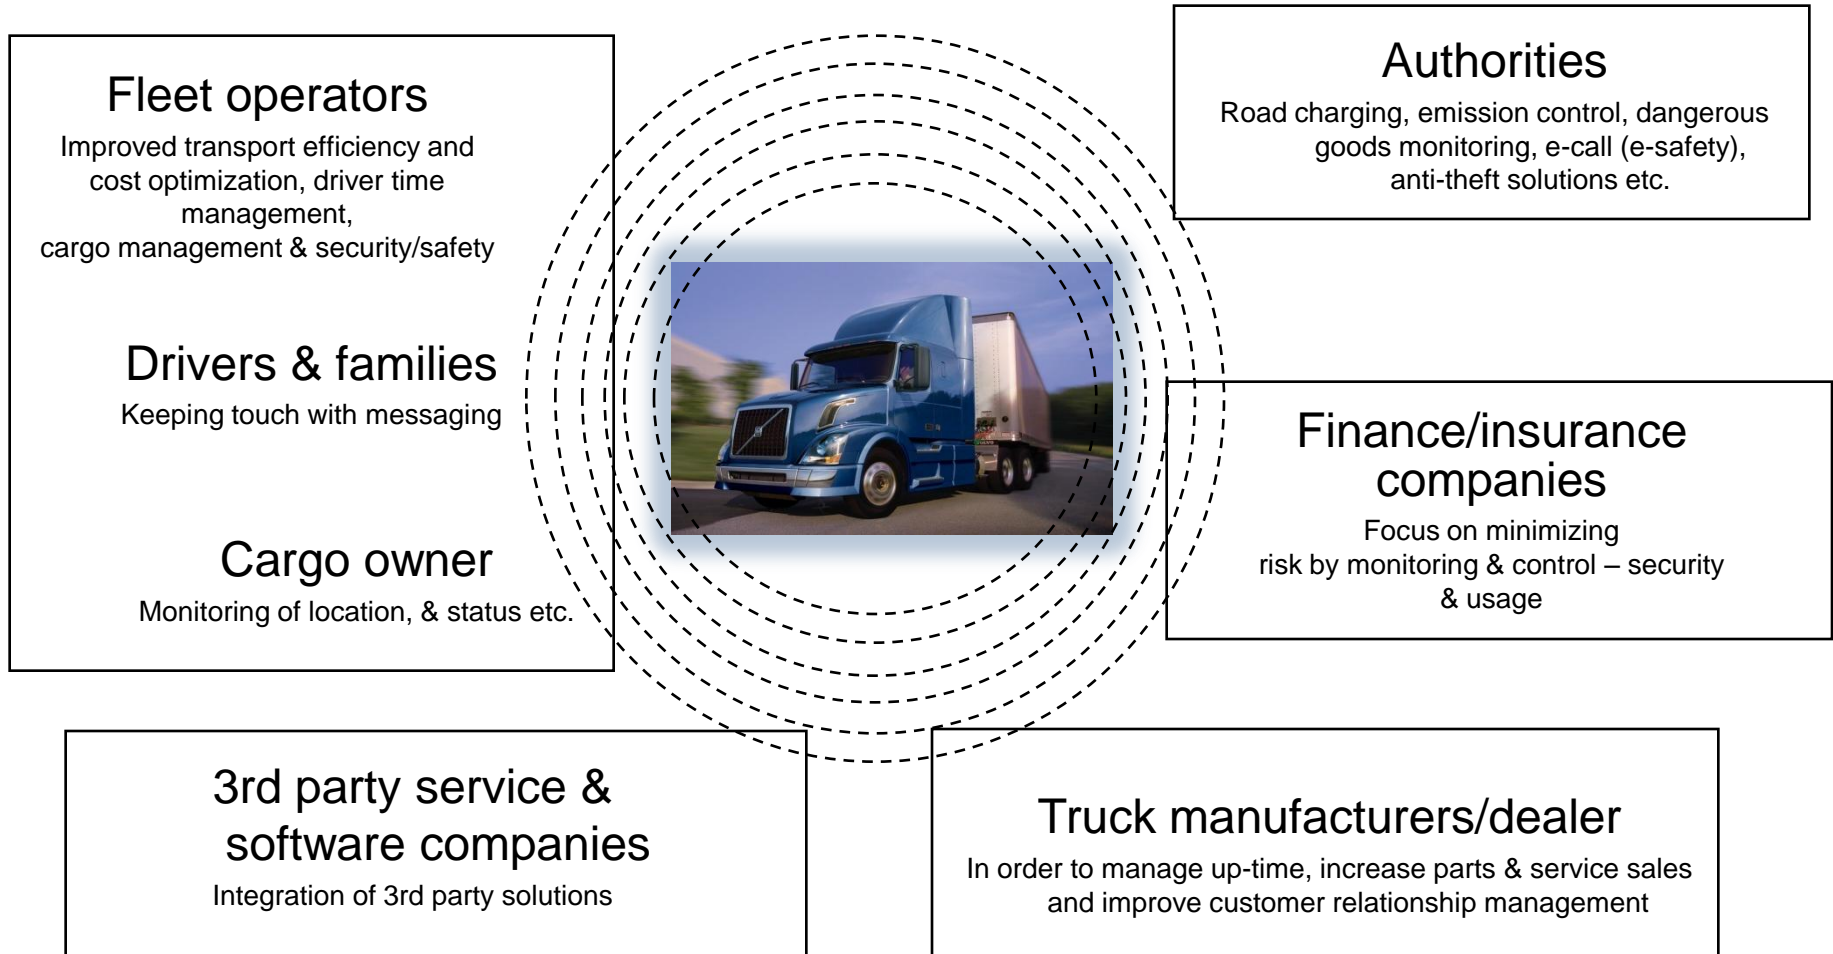 Fleet operators
Improved transport efficiency and
cost optimization, driver time
management,
cargo management & security/safety
Drivers & families
Keeping touch with messaging
Cargo owner
Monitoring of location, & status etc.
Authorities
Road charging, emission control, dangerous
goods monitoring, e-call (e-safety),
anti-theft solutions etc.
Finance/insurance
companies
Focus on minimizing
risk by monitoring & control – security
& usage
3rd party service &
software companies
Integration of 3rd party solutions
Truck manufacturers/dealer
In order to manage up-time, increase parts & service sales
and improve customer relationship management